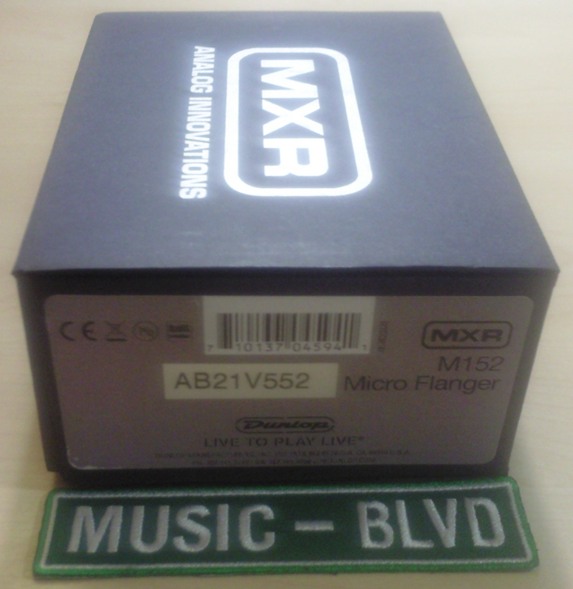 MXR
ANALOG INNOVATIONS
CE
7 10137 04594 1
MXR
AB21V552
M152
Micro Flanger
Dunlop
LIVE TO PLAY LIVE®
MUSIC – BLVD